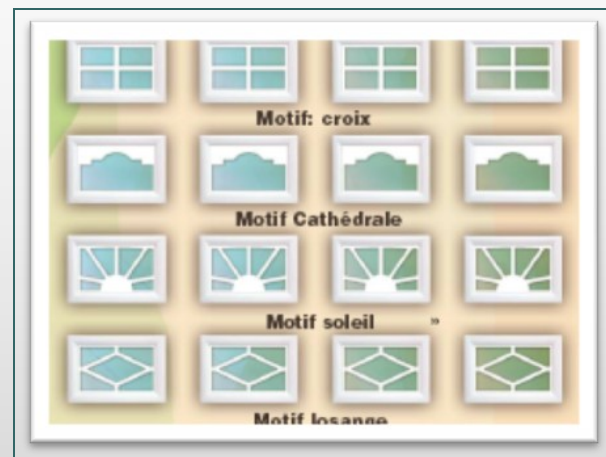 Motif: croix
Motif Cathédrale
Motif soleil »
Motif losange